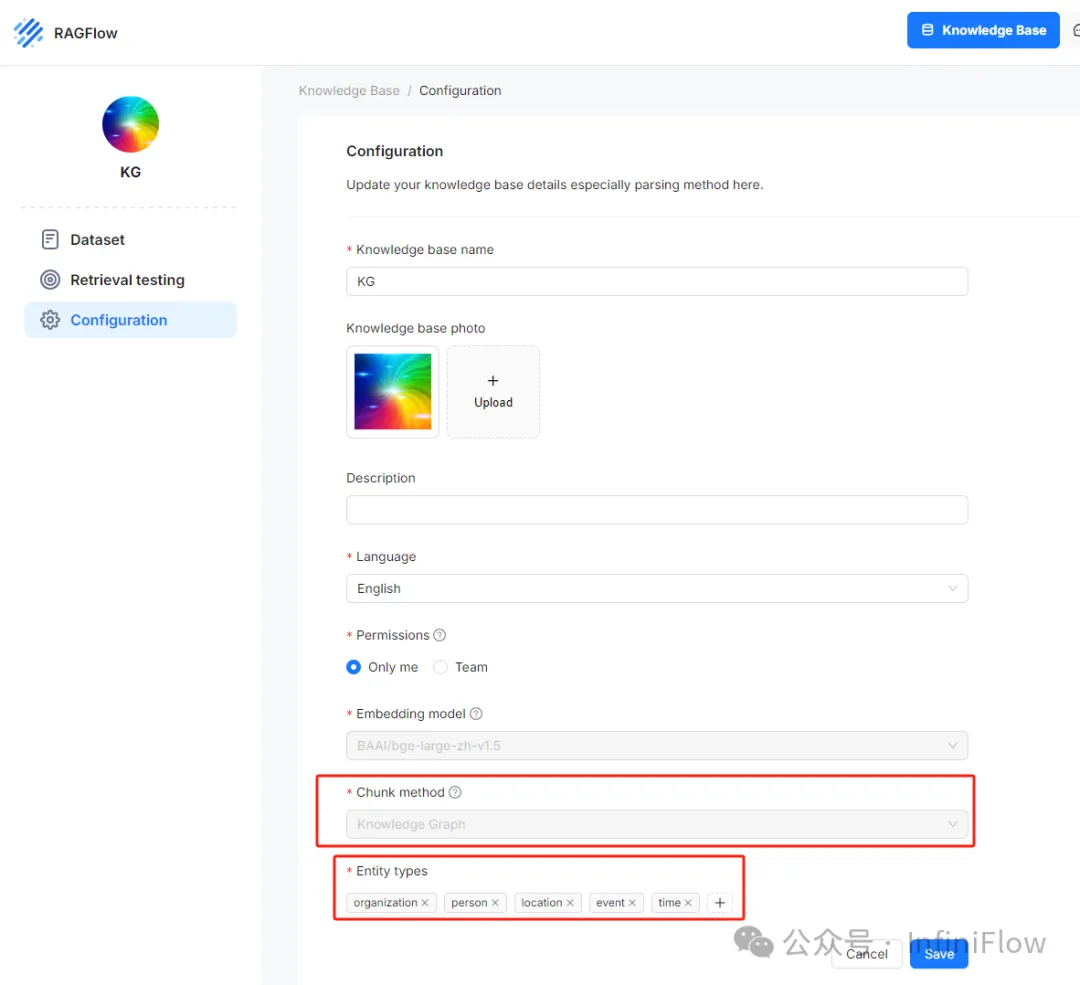 RAGFlow
Knowledge Base
KG
Dataset
Retrieval testing
Configuration
Knowledge Base / Configuration
Configuration
Update your knowledge base details especially parsing method here.
* Knowledge base name
KG
Knowledge base photo
+
Upload
Description
* Language
English
* Permissions ?
Only me Team
* Embedding model ?
BAAI/bge-large-zh-v1.5
* Chunk method ?
Knowledge Graph
* Entity types
organization × person × location × event × time × +
公众号 · InfiniFlow
Cancel Save